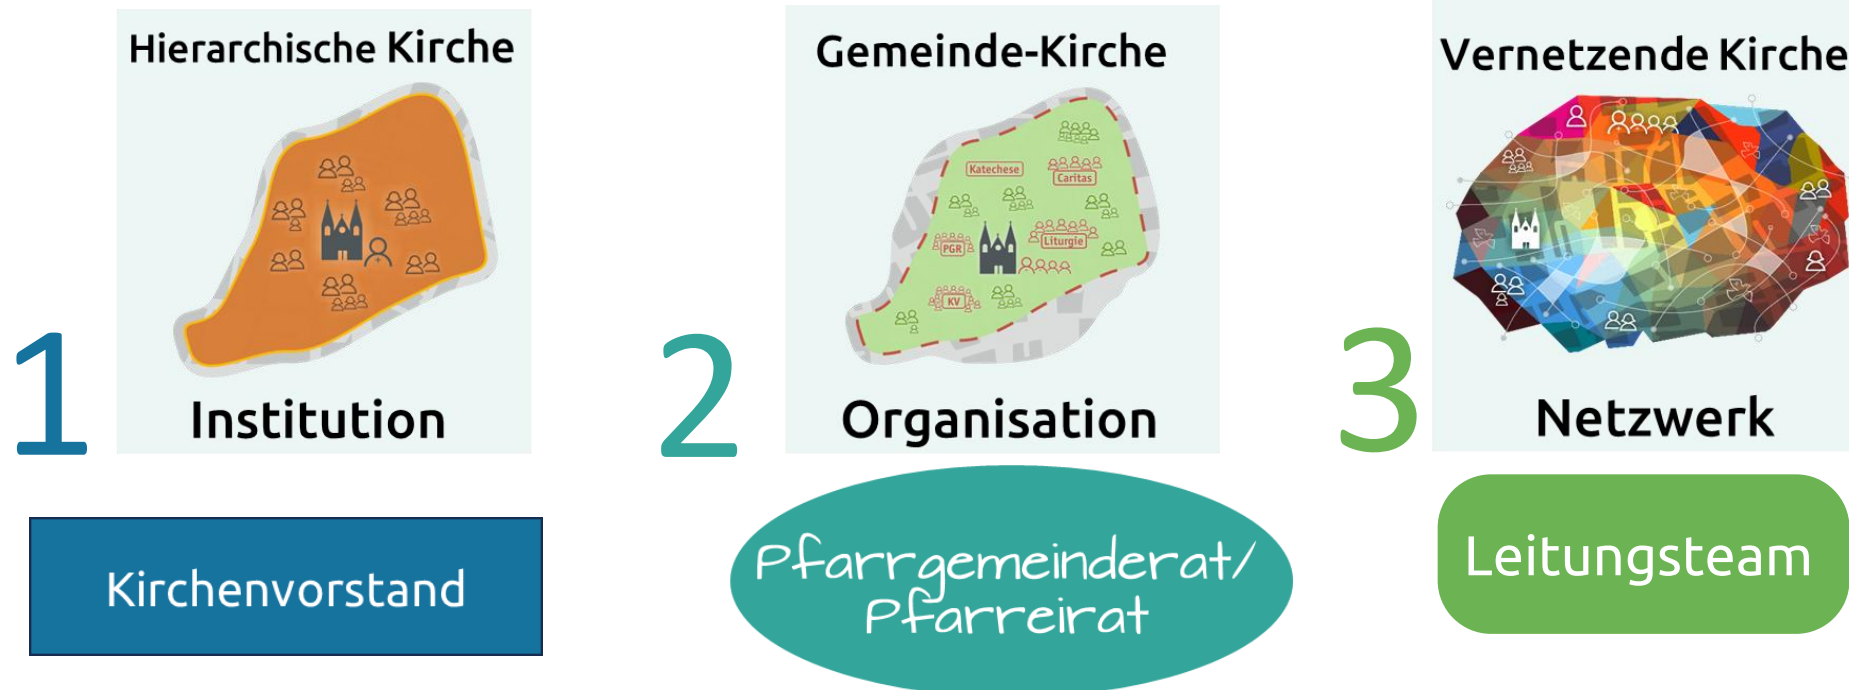 Hierarchische Kirche
1
Institution
Kirchenvorstand
Gemeinde-Kirche
Katechese
Caritas
PGR
Liturgie
KV
2
Organisation
Pfarrgemeinderat/
Pfarreirat
Vernetzende Kirche
3
Netzwerk
Leitungsteam